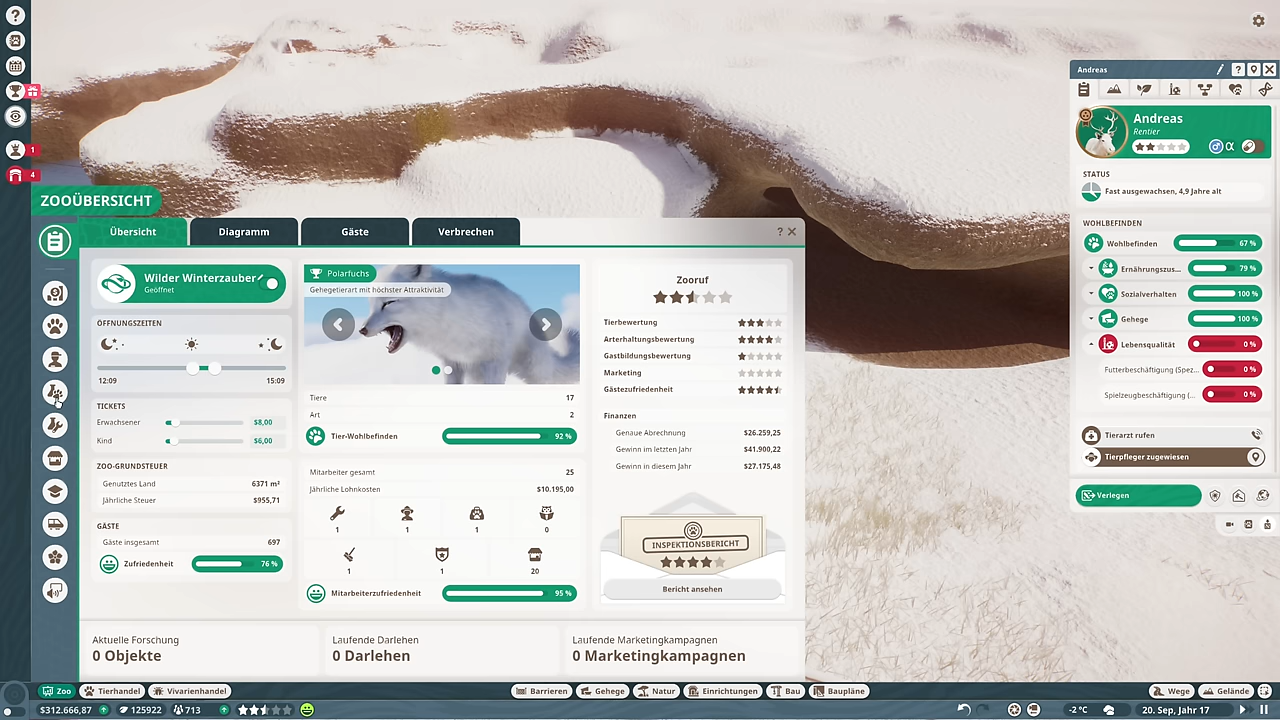 1
4
ZOOÜBERSICHT
Übersicht
Diagramm
Gäste
Verbrechen
?
Wilder Winterzauber
Geöffnet
ÖFFNUNGSZEITEN
12:09
15:09
TICKETS
Erwachsener
$8,00
Kind
$6,00
ZOO-GRUNDSTEUER
Genutztes Land
6371 m²
Jährliche Steuer
$955,71
GÄSTE
Gäste insgesamt
697
Zufriedenheit
76 %
Polarfuchs
Gehegetierart mit höchster Attraktivität
Tiere
17
Art
2
Tier-Wohlbefinden
92 %
Mitarbeiter gesamt
25
Jährliche Lohnkosten
$10.195,00
1
1
1
0
1
1
20
Mitarbeiterzufriedenheit
95 %
Zooruf
Tierbewertung
Arterhaltungsbewertung
Gastbildungsbewertung
Marketing
Gästezufriedenheit
Finanzen
Genaue Abrechnung
$26.259,25
Gewinn im letzten Jahr
$41.900,22
Gewinn in diesem Jahr
$27.175,48
INSPEKTIONSBERICHT
Bericht ansehen
Aktuelle Forschung
0 Objekte
Laufende Darlehen
0 Darlehen
Laufende Marketingkampagnen
0 Marketingkampagnen
Andreas
?
Andreas
Rentier
α
STATUS
Fast ausgewachsen, 4,9 Jahre alt
WOHLBEFINDEN
Wohlbefinden
67 %
Ernährungszus...
79 %
Sozialverhalten
100 %
Gehege
100 %
Lebensqualität
0 %
Futterbeschäftigung (Spez...
0 %
Spielzeugbeschäftigung (...
0 %
Tierarzt rufen
Tierpfleger zugewiesen
Verlegen
Zoo
Tierhandel
Vivarienhandel
Barrieren
Gehege
Natur
Einrichtungen
Bau
Baupläne
Wege
Gelände
$312.666,87
125922
713
-2 °C
20. Sep, Jahr 17